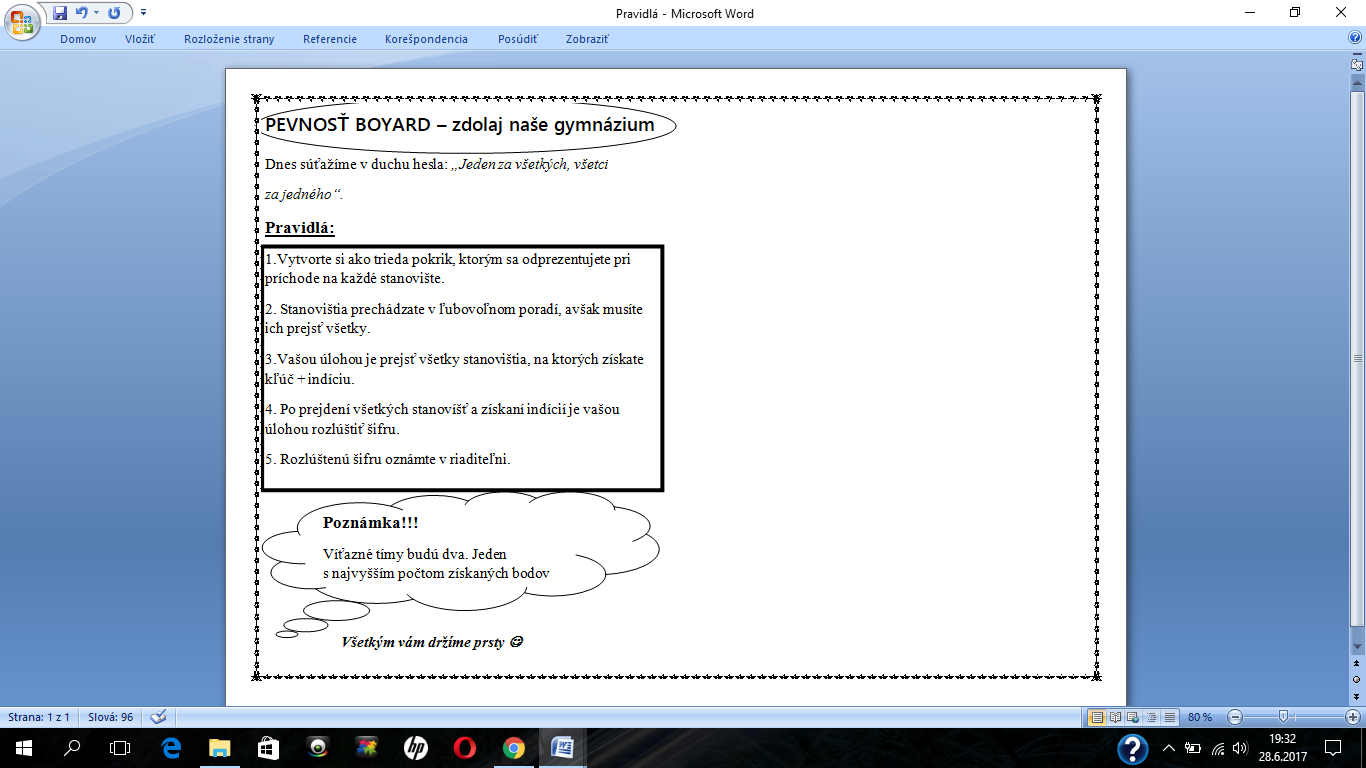 Pravidlá - Microsoft Word
Domov Vložiť Rozloženie strany Referencie Korešpondencia Posúdiť Zobraziť
PEVNOSŤ BOYARD – zdolaj naše gymnázium
Dnes súťažíme v duchu hesla: „Jeden za všetkých, všetci
za jedného“.
Pravidlá:
1.Vytvorte si ako trieda pokrik, ktorým sa odprezentujete pri
príchode na každé stanovište.
2. Stanovištia prechádzate v ľubovoľnom poradí, avšak musíte
ich prejsť všetky.
3.Vašou úlohou je prejsť všetky stanovištia, na ktorých získate
kľúč + indíciu.
4. Po prejdení všetkých stanovíšť a získaní indícií je vašou
úlohou rozlúštiť šifru.
5. Rozlúštenú šifru oznámte v riaditeľni.
Poznámka!!!
Víťazné tímy budú dva. Jeden
s najvyšším počtom získaných bodov
Všetkým vám držíme prsty 😉
Strana: 1 z 1 Slová: 96 80 %
hp
19:32
28.6.2017